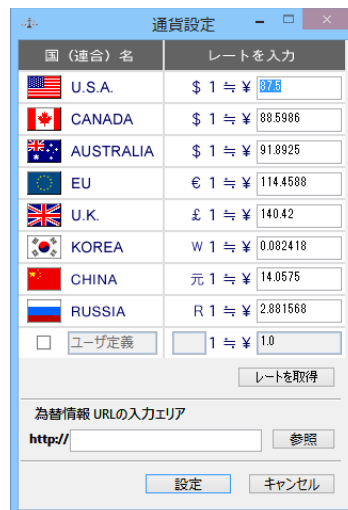 通貨設定
国（連合）名 レートを入力
U.S.A. $ 1 ≒ ¥ 87.5
CANADA $ 1 ≒ ¥ 88.5986
AUSTRALIA $ 1 ≒ ¥ 91.8925
EU € 1 ≒ ¥ 114.4588
U.K. £ 1 ≒ ¥ 140.42
KOREA W 1 ≒ ¥ 0.082418
CHINA 元 1 ≒ ¥ 14.0575
RUSSIA R 1 ≒ ¥ 2.881568
ユーザ定義 1 ≒ ¥ 1.0
レートを取得
為替情報 URLの入力エリア
http:// 参照
設定 キャンセル